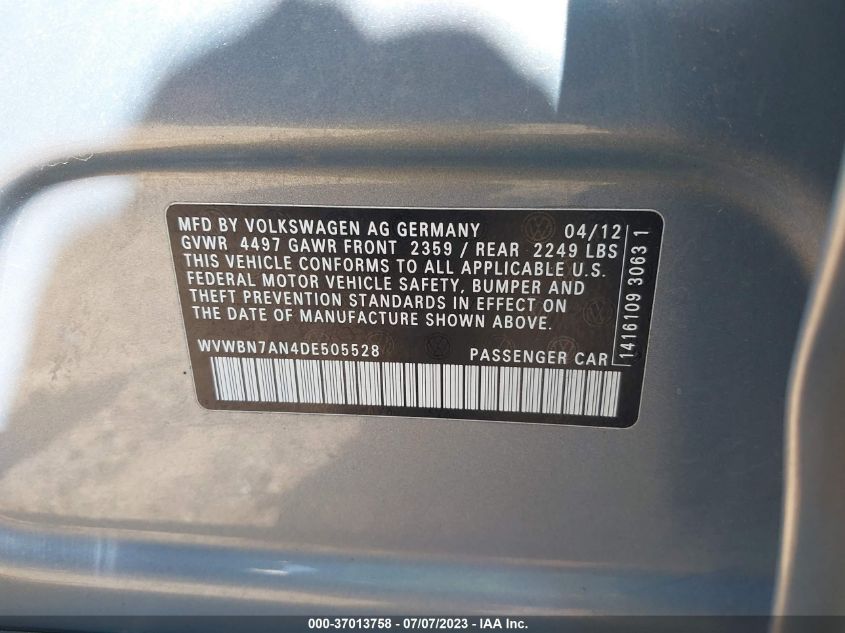 MFD BY VOLKSWAGEN AG GERMANY 04/12
GVWR 4497 GAWR FRONT 2359 / REAR 2249 LBS
THIS VEHICLE CONFORMS TO ALL APPLICABLE U.S.
FEDERAL MOTOR VEHICLE SAFETY, BUMPER AND
THEFT PREVENTION STANDARDS IN EFFECT ON
THE DATE OF MANUFACTURE SHOWN ABOVE.
WVWBN7AN4DE505528 PASSENGER CAR
1416109 3063 1
000-37013758 - 07/07/2023 - IAA Inc.